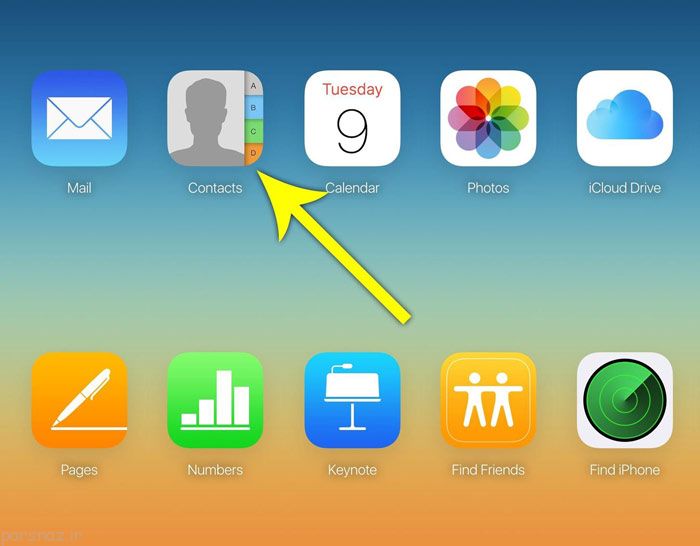 A
B
C
D
Tuesday
9
Mail
Contacts
Calendar
Photos
iCloud Drive
Pages
Numbers
Keynote
Find Friends
Find iPhone
parsnaz.ir